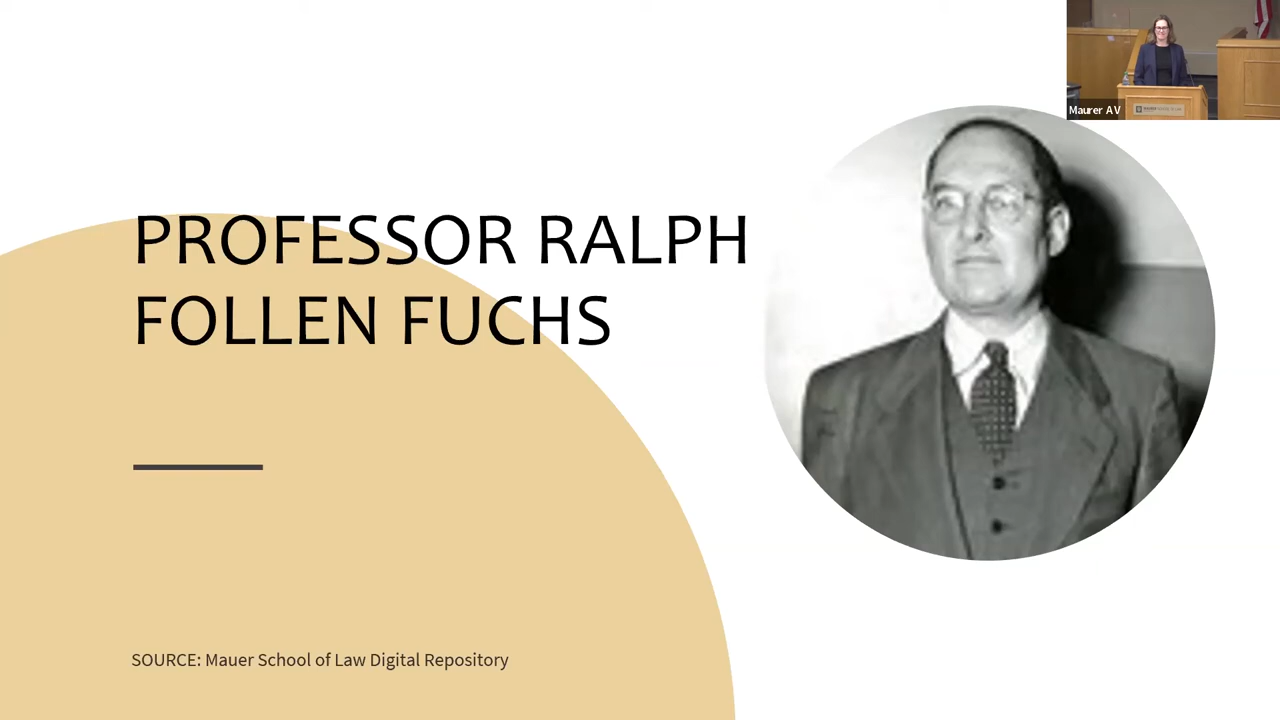 Maurer AV
PROFESSOR RALPH
FOLLEN FUCHS
SOURCE: Mauer School of Law Digital Repository